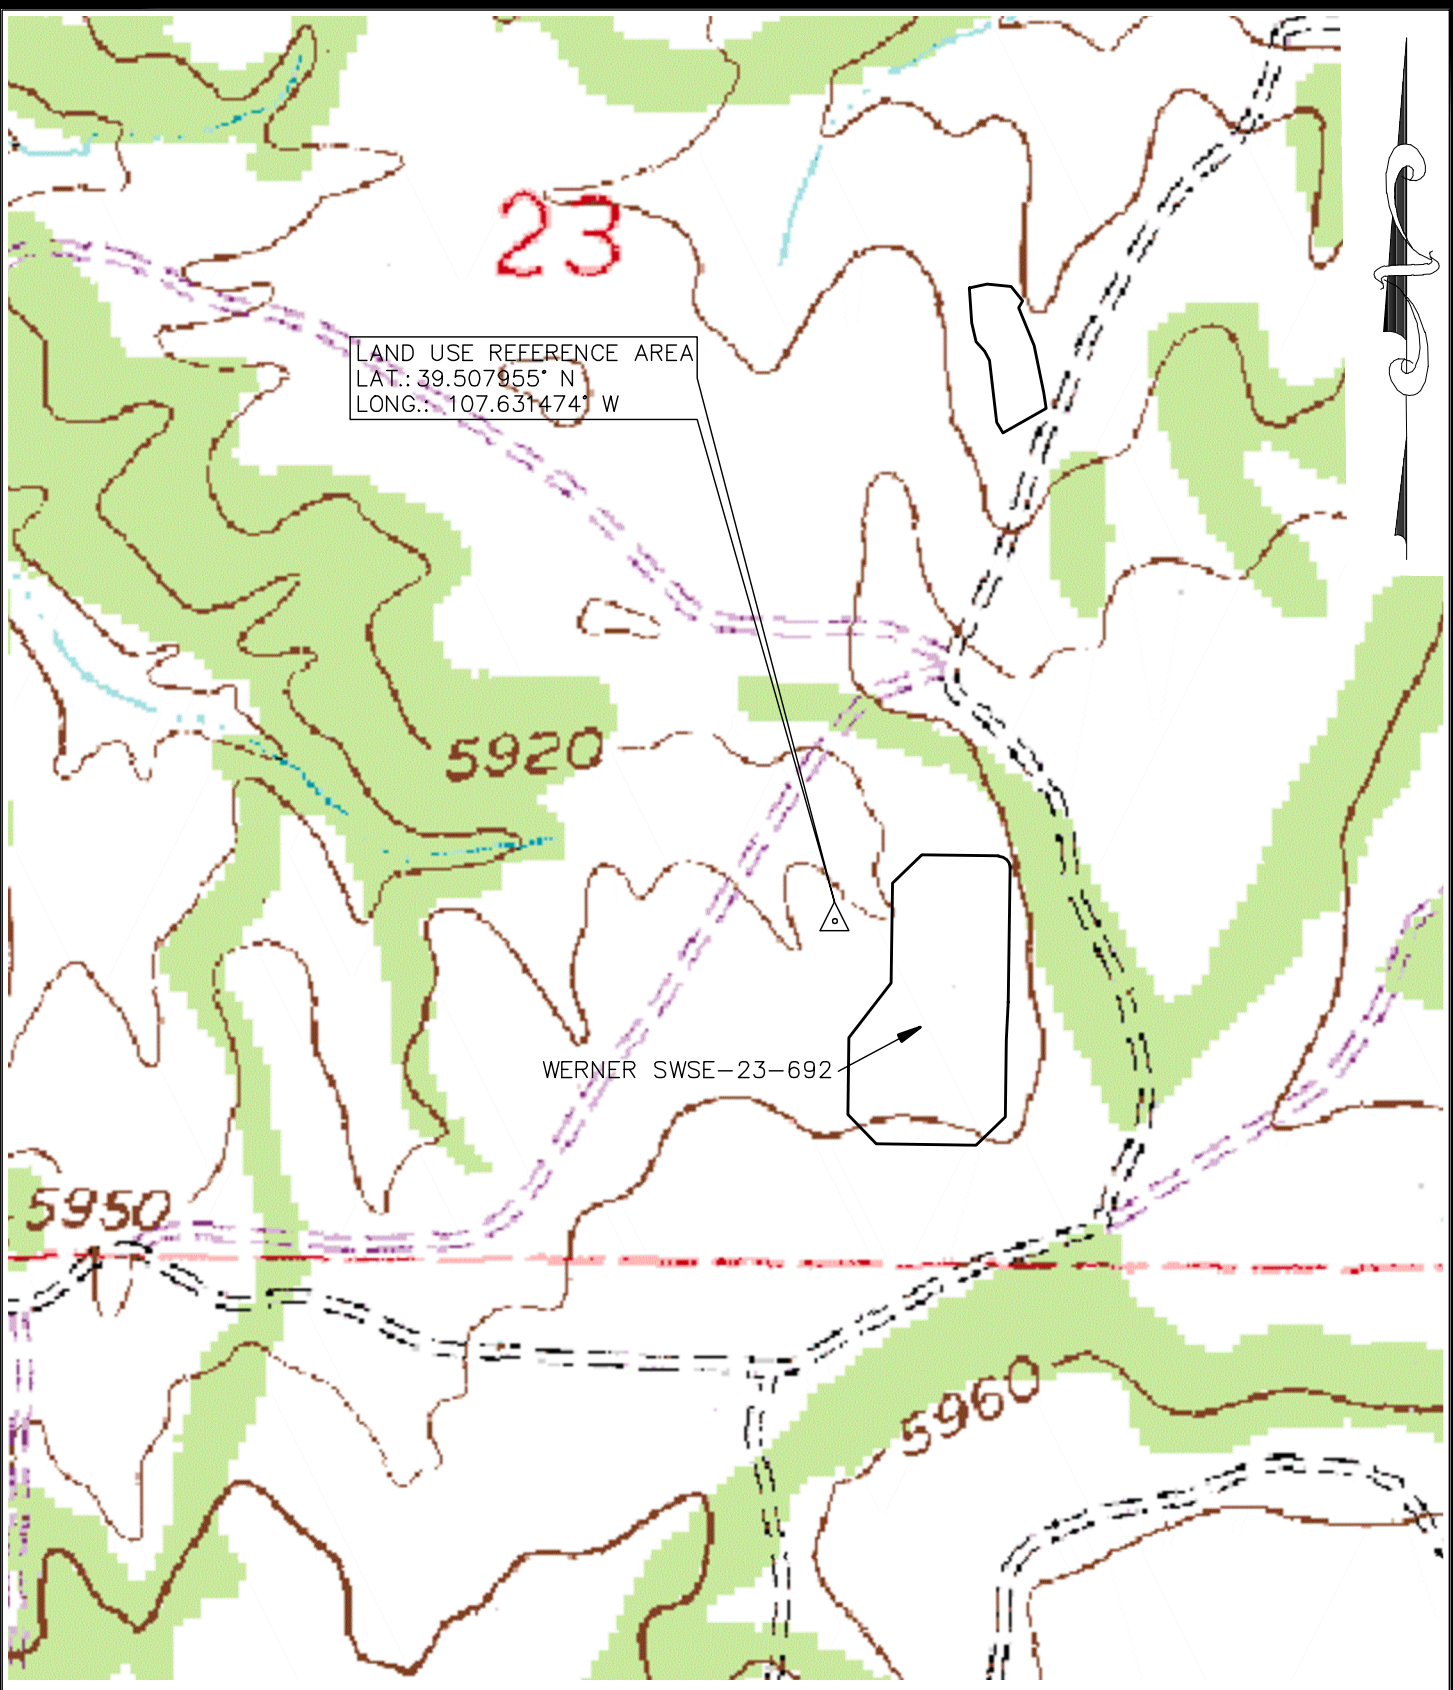 23
LAND USE REFERENCE AREA
LAT.: 39.507955° N
LONG.: 107.631474° W
5920
WERNER SWSE-23-692
5950
5960